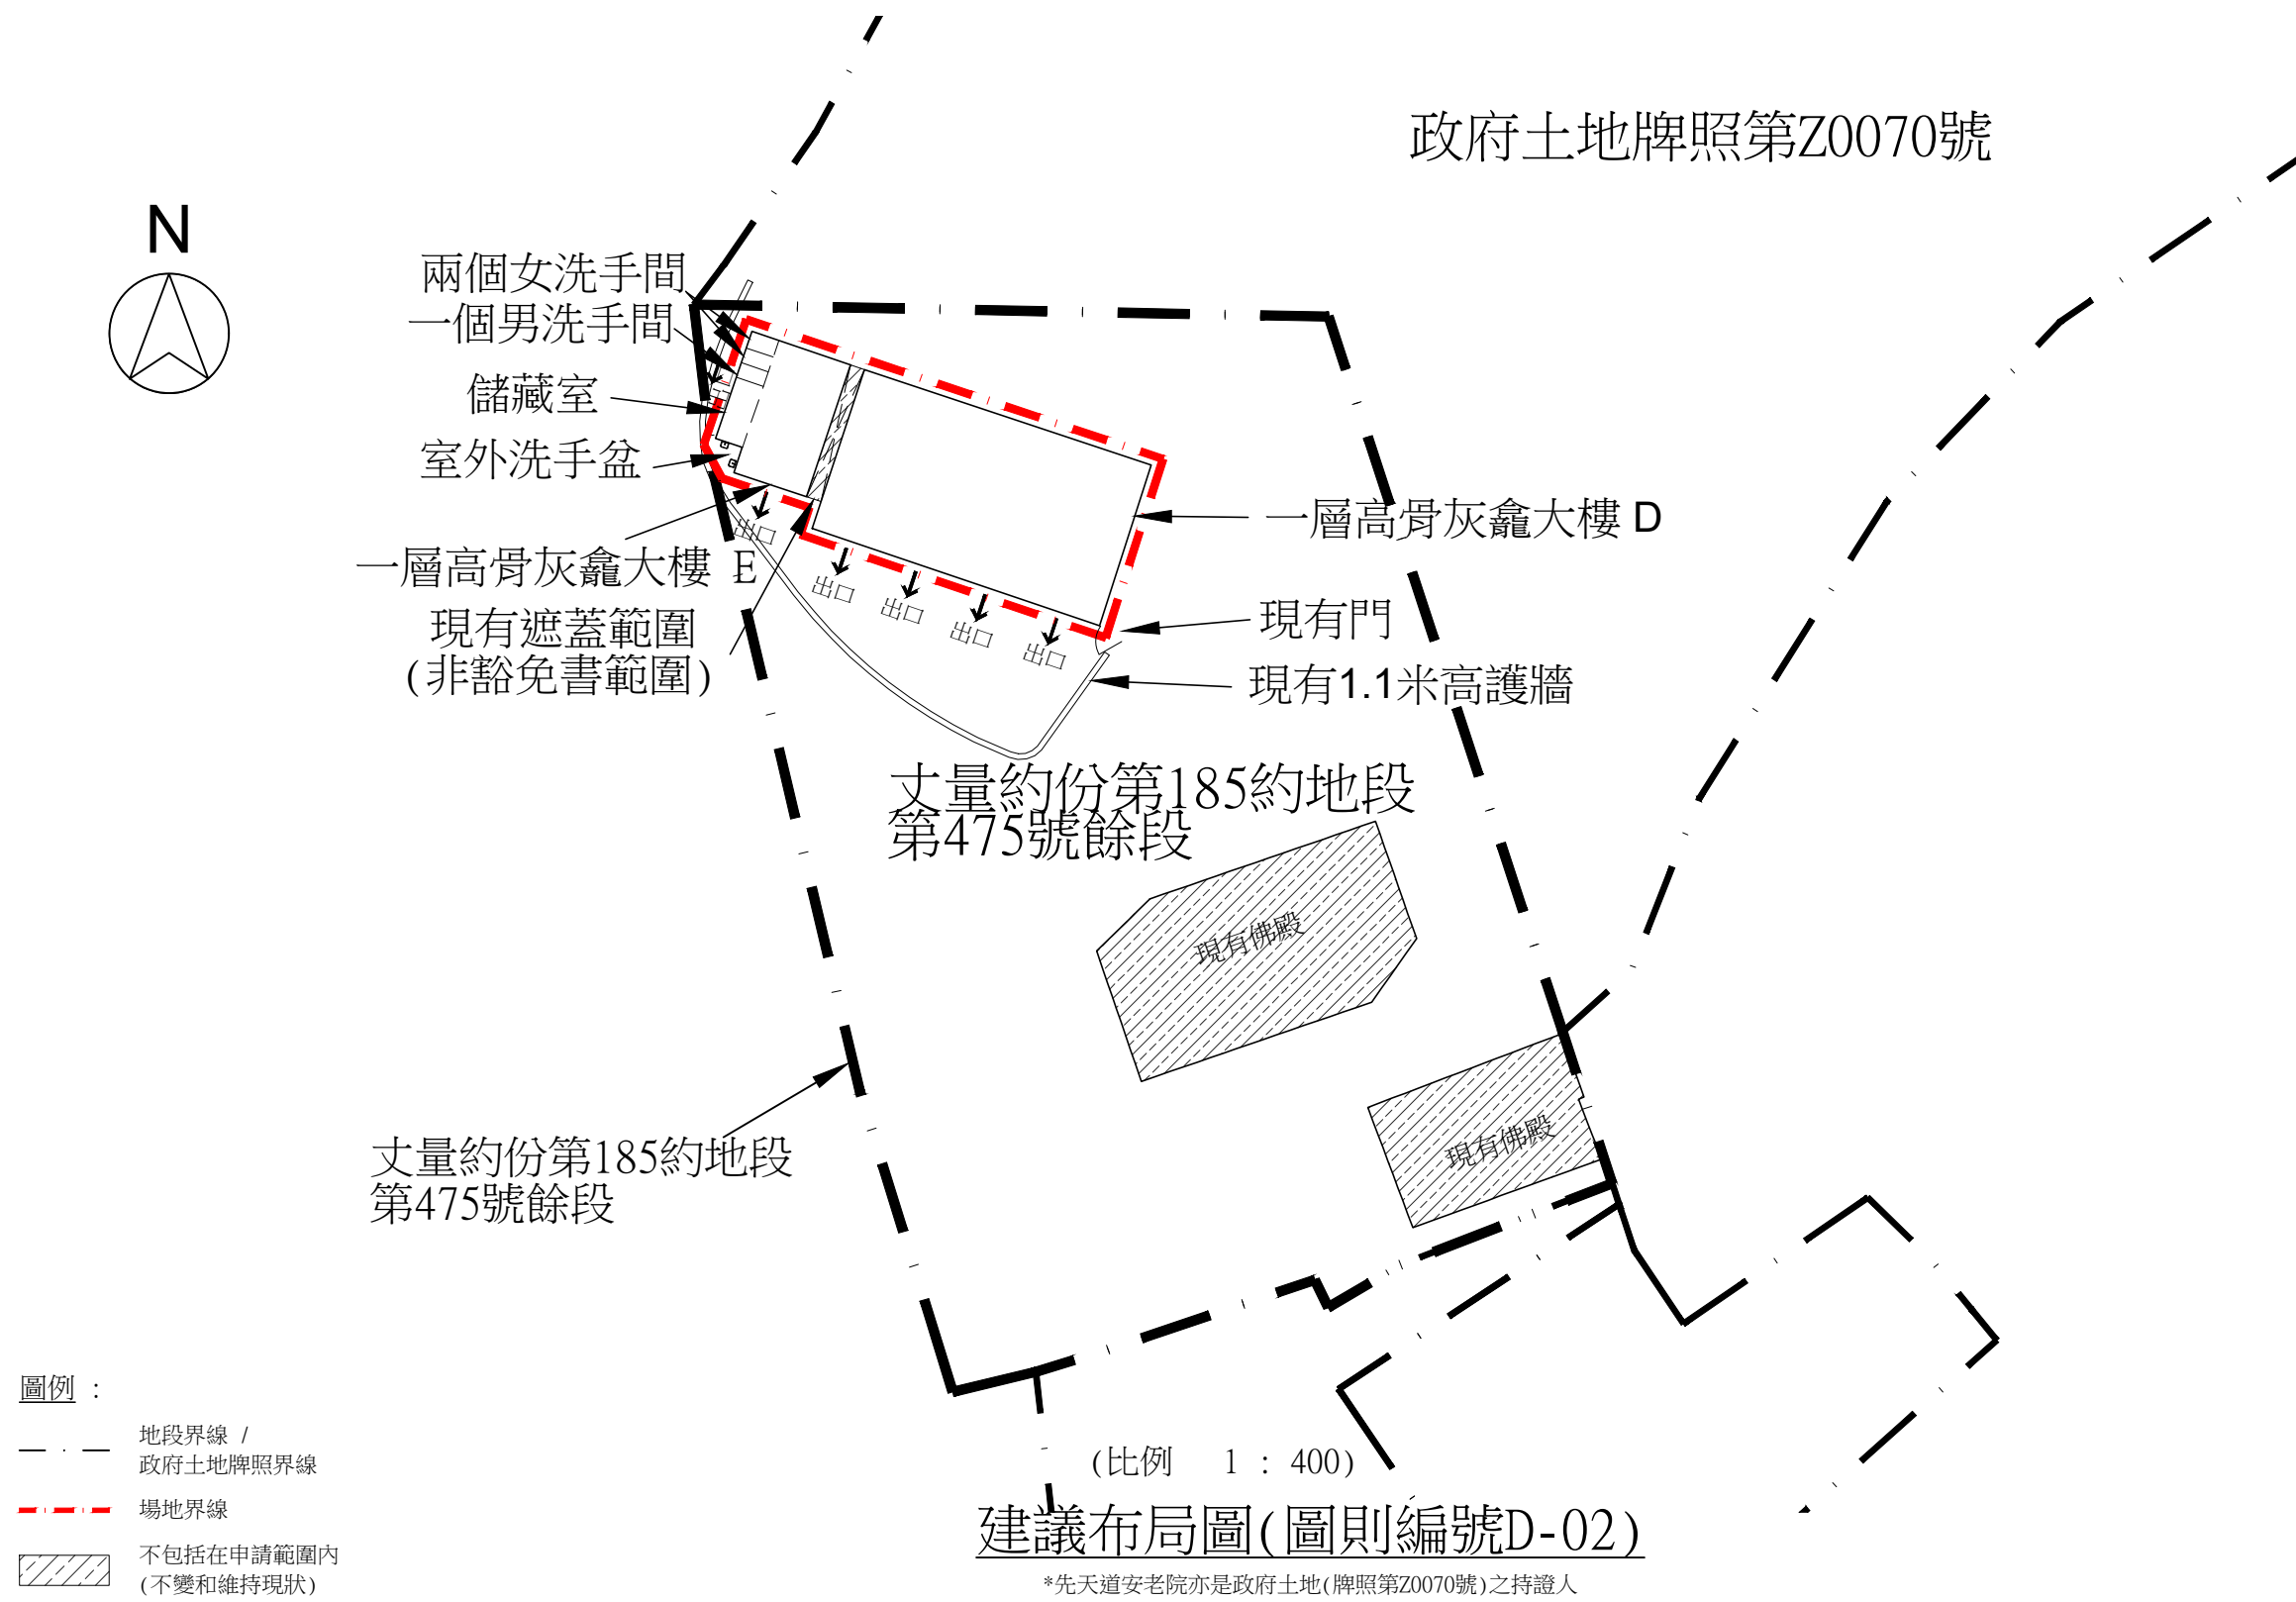 政府土地牌照第Z0070號
N
兩個女洗手間
一個男洗手間
儲藏室
室外洗手盆
一層高骨灰龕大樓 E
現有遮蓋範圍
(非豁免書範圍)
出口
出口
出口
出口
出口
出口
一層高骨灰龕大樓 D
現有門
現有1.1米高護牆
丈量約份第185約地段
第475號餘段
現有佛殿
現有佛殿
丈量約份第185約地段
第475號餘段
圖例 :
地段界線 /
政府土地牌照界線
場地界線
不包括在申請範圍內
(不變和維持現狀)
(比例 1 : 400)
建議布局圖(圖則編號D-02)
*先天道安老院亦是政府土地(牌照第Z0070號)之持證人